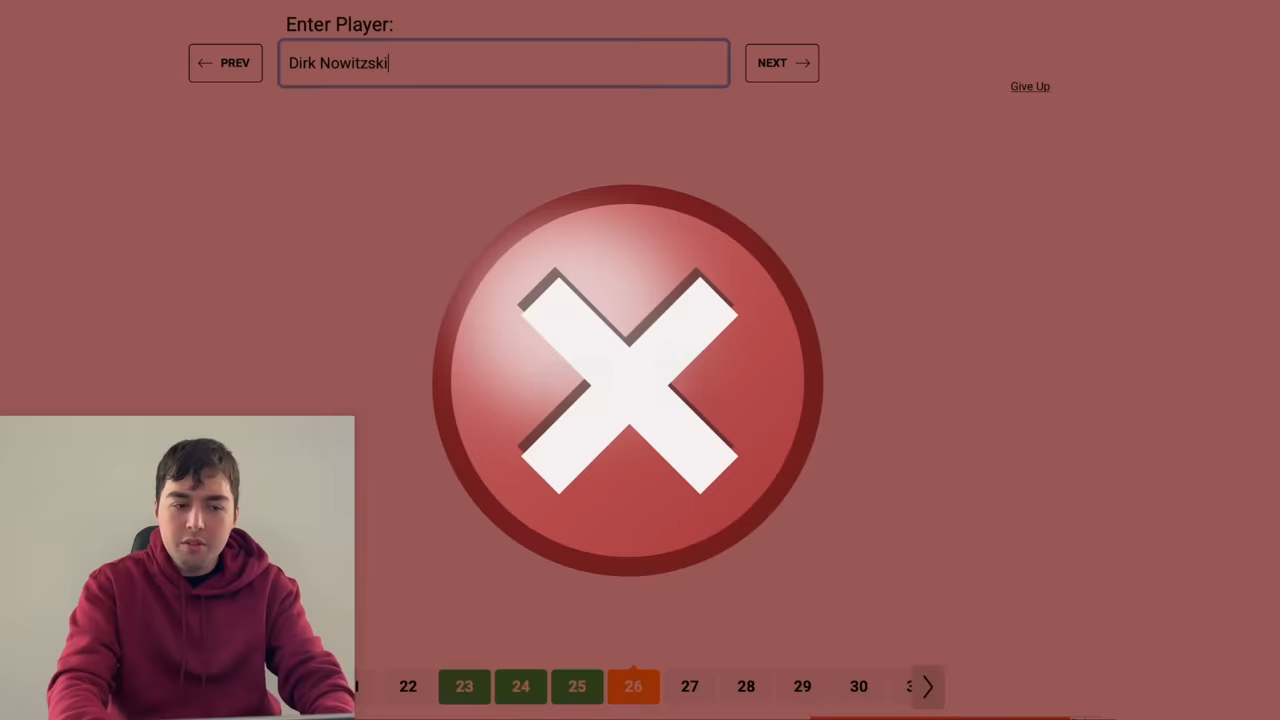 Enter Player:
← PREV
Dirk Nowitzski
NEXT →
Give Up
22 23 24 25 26 27 28 29 30